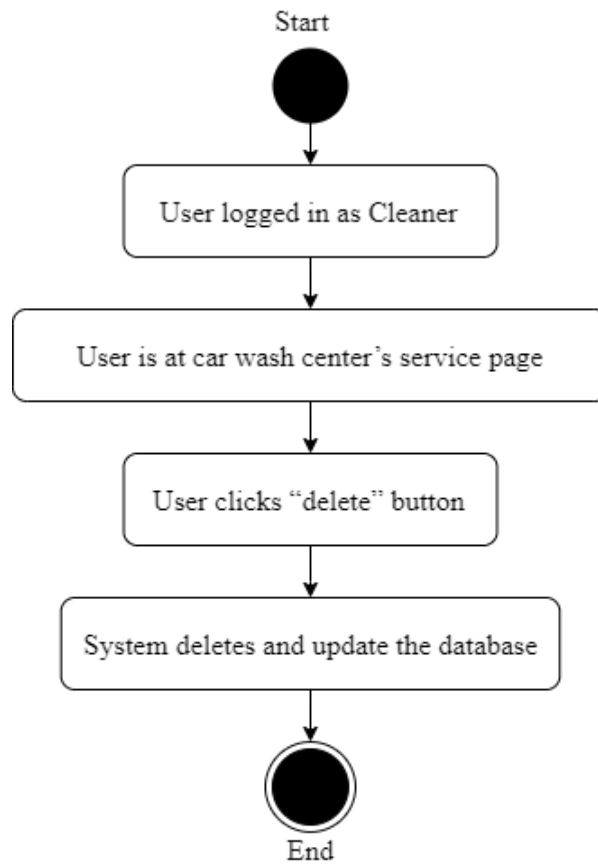 Start
User logged in as Cleaner
User is at car wash center’s service page
User clicks “delete” button
System deletes and update the database
End